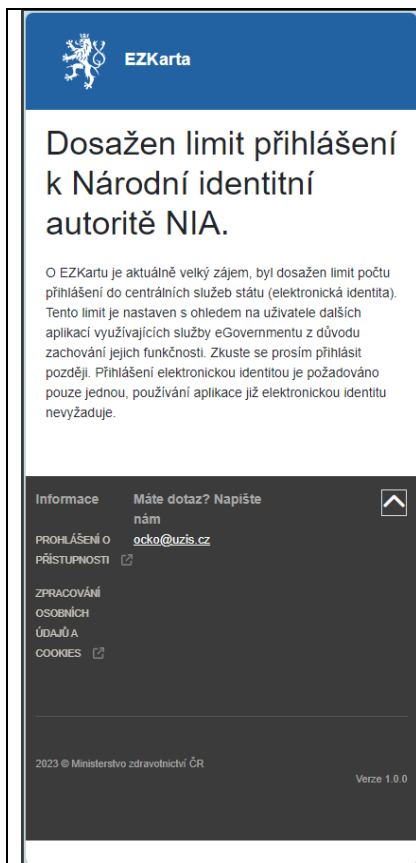 EZKarta
Dosažen limit přihlášení
k Národní identitní
autoritě NIA.
O EZKartu je aktuálně velký zájem, byl dosažen limit počtu
přihlášení do centrálních služeb státu (elektronická identita).
Tento limit je nastaven s ohledem na uživatele dalších
aplikací využívajících služby eGovernmentu z důvodu
zachování jejich funkčnosti. Zkuste se prosím přihlásit
později. Přihlášení elektronickou identitou je požadováno
pouze jednou, používání aplikace již elektronickou identitu
nevyžaduje.
Informace
PROHLÁŠENÍ O
PŘÍSTUPNOSTI
ZPRACOVÁNÍ
OSOBNÍCH
ÚDAJŮ A
COOKIES
Máte dotaz? Napište
nám
ocko@uzis.cz
2023 © Ministerstvo zdravotnictví ČR
Verze 1.0.0